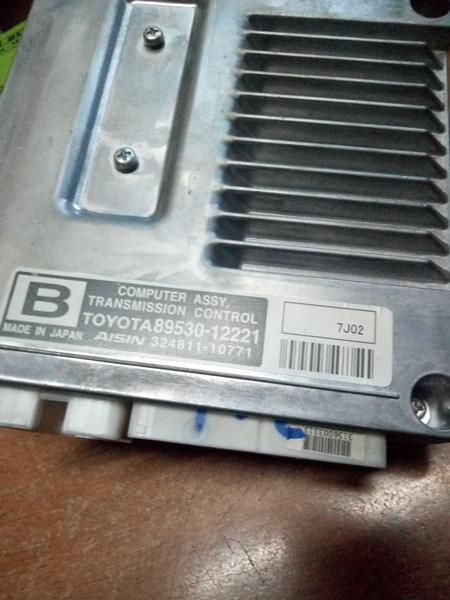 B
COMPUTER ASSY,
TRANSMISSION CONTROL
TOYOTA 89530-12221
MADE IN JAPAN AISIN 324811-10771
7J02